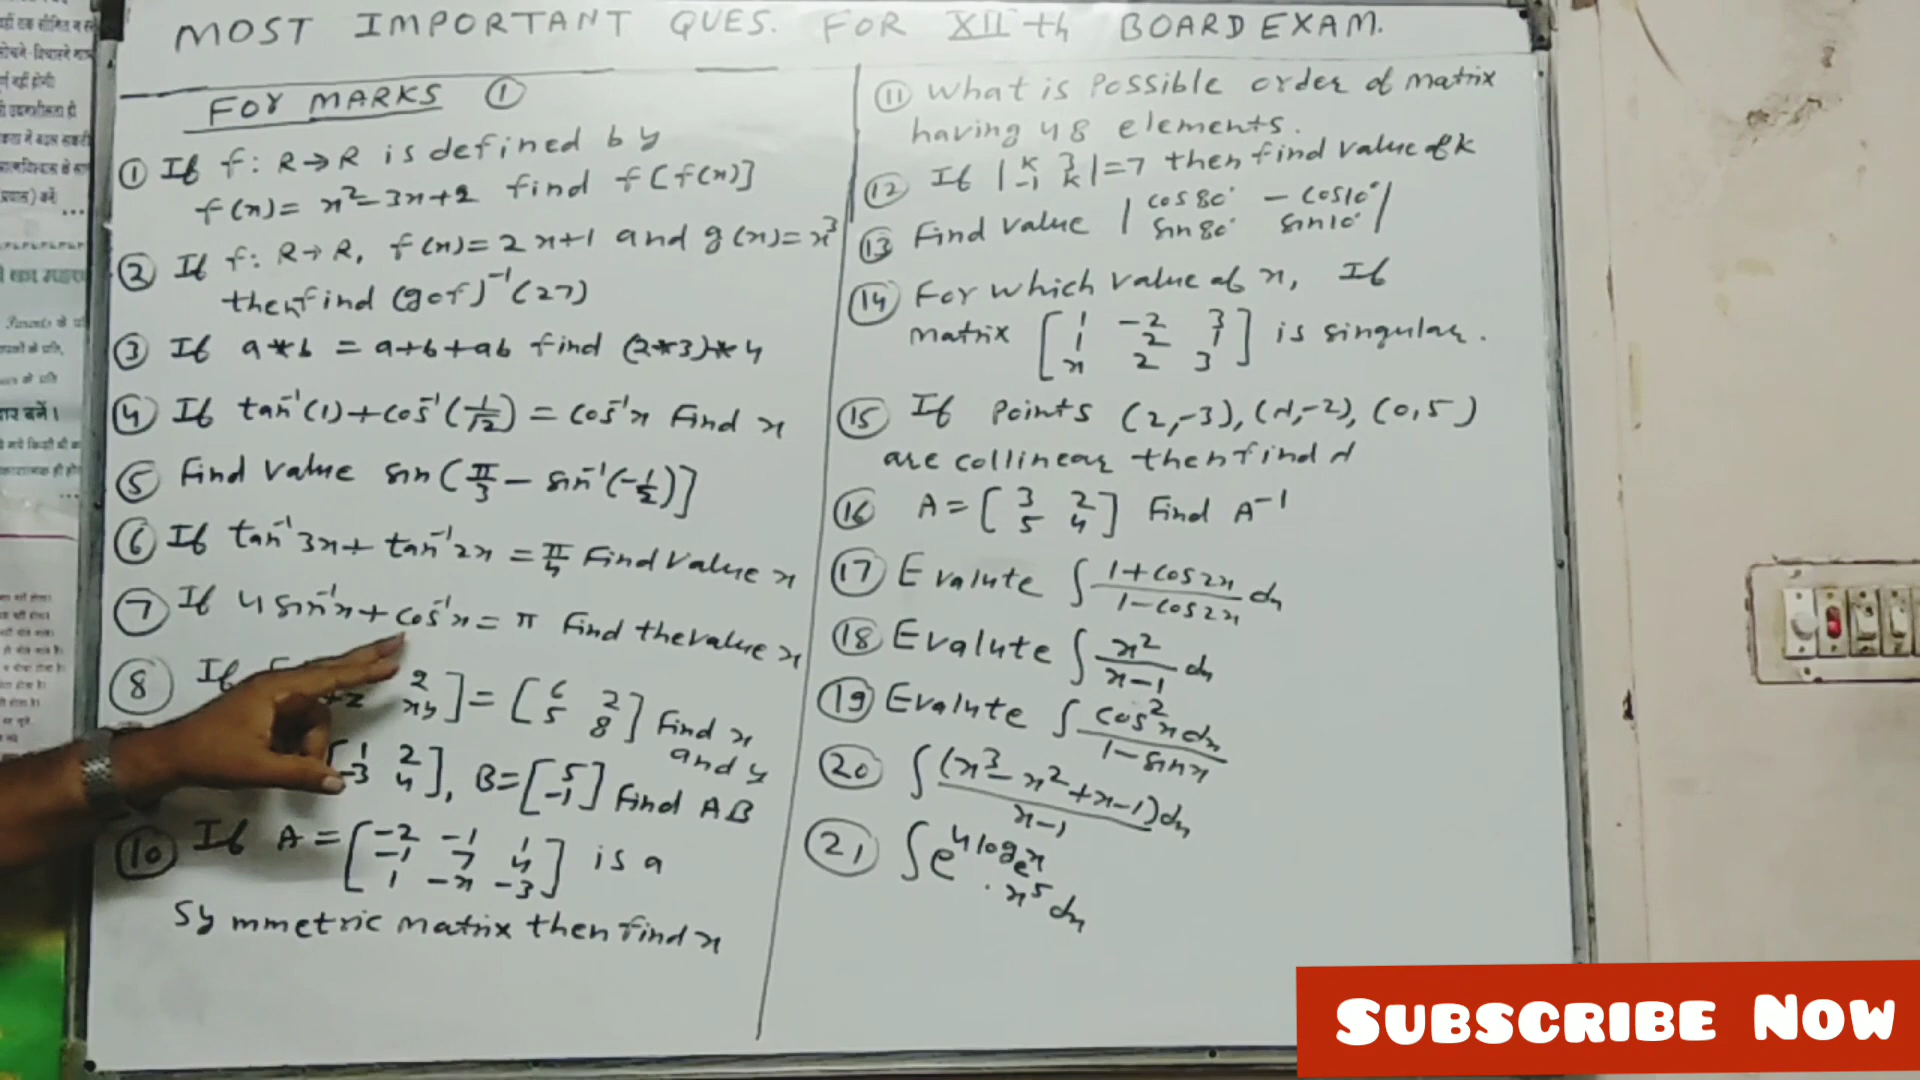 MOST IMPORTANT QUES. FOR XII th BOARD EXAM.
FOR MARKS ①
① If f: R→R is defined by
f(x)= x²-3x+2 find f[f(x)]
② If f: R→R, f(x)=2x+1 and g(x)=x³
then find (gof)⁻¹(27)
③ If a*b = a+b+ab find (2*3)*4
④ If tan⁻¹(1)+cos⁻¹(1/√2) = cos⁻¹x Find x
⑤ Find Value sin(π/3 - sin⁻¹(-1/2)]
⑥ If tan⁻¹3x+tan⁻¹2x = π/4 Find Value x
⑦ If 4sin⁻¹x+cos⁻¹x= π Find the value x
⑧ If [ 2
xy ] = [ 6 2
5 8 ] Find x
and y
[ 1 2
-3 4 ], B=[ 5
-1 ] Find AB
⑩ If A = [ -2 -1 1
-1 7 4
1 -x -3 ] is a
Symmetric matrix then find x
⑪ What is Possible order of matrix
having 48 elements.
⑫ If | K 3
-1 K |=7 then find value of k
⑬ Find value | cos80° -cos10°
sin80° sin10° |
⑭ For which value of x, If
matrix [ 1 -2 3
1 2 1
x 2 3 ] is singular.
⑮ If Points (2,-3), (λ,-2), (0,5)
are collinear then find λ
⑯ A = [ 3 2
5 4 ] Find A⁻¹
⑰ Evalute ∫ 1+cos2x / 1-cos2x dx
⑱ Evalute ∫ x² / x-1 dx
⑲ Evalute ∫ cos²x dx / 1-sinx
⑳ ∫ (x³-x²+x-1)dx / x-1
㉑ ∫ e^4logₑx
. x⁵ dx
SUBSCRIBE NOW